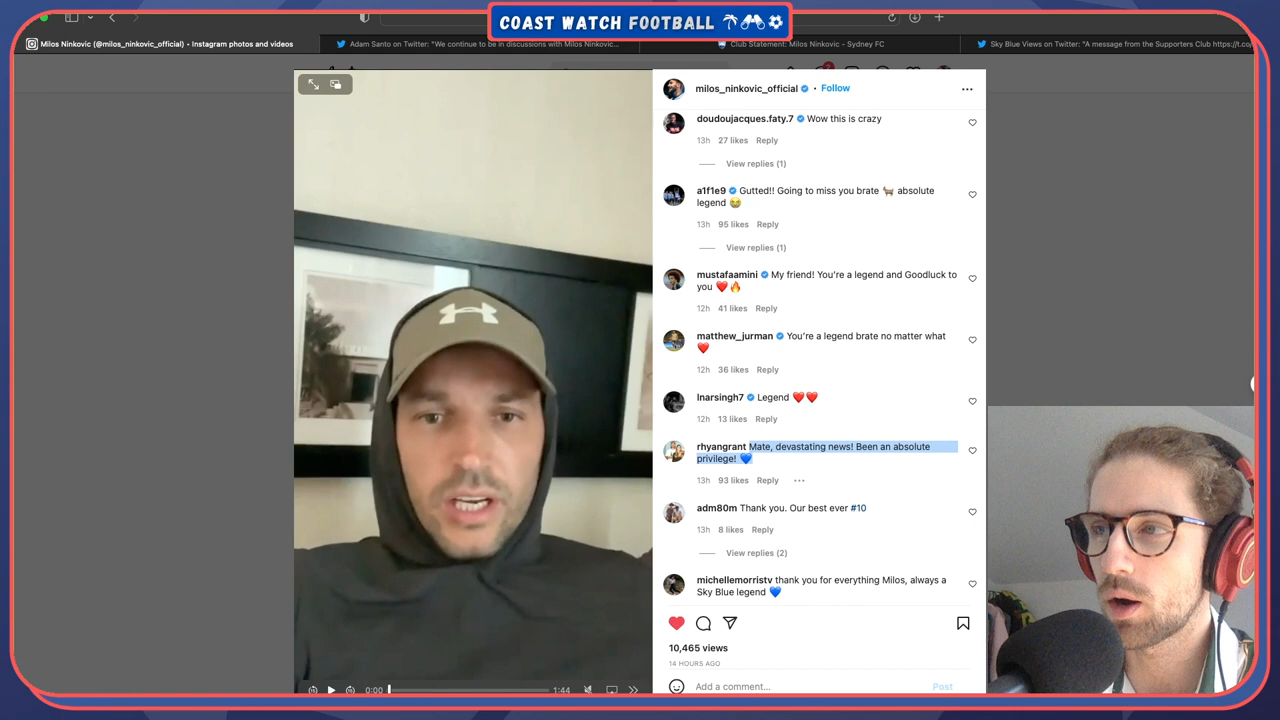 COAST WATCH FOOTBALL
Milos Ninkovic (@milos_ninkovic_official) • Instagram photos and videos
Adam Santo on Twitter: "We continue to be in discussions with Milos Ninkovic...
Club Statement: Milos Ninkovic - Sydney FC
Sky Blue Views on Twitter: "A message from the Supporters Club https://t.co/
milos_ninkovic_official • Follow
doudoujacques.faty.7 Wow this is crazy
13h 27 likes Reply
View replies (1)
a1f1e9 Gutted!! Going to miss you brate 🐐 absolute
legend 😭
13h 95 likes Reply
View replies (1)
mustafaamini My friend! You're a legend and Goodluck to
you ❤️🔥
12h 41 likes Reply
matthew_jurman You're a legend brate no matter what
❤️
12h 36 likes Reply
lnarsingh7 Legend ❤️❤️
12h 13 likes Reply
rhyangrant Mate, devastating news! Been an absolute
privilege! 💙
13h 93 likes Reply
adm80m Thank you. Our best ever #10
13h 8 likes Reply
View replies (2)
michellemorristv thank you for everything Milos, always a
Sky Blue legend 💙
10,465 views
14 HOURS AGO
Add a comment... Post
0:00 1:44